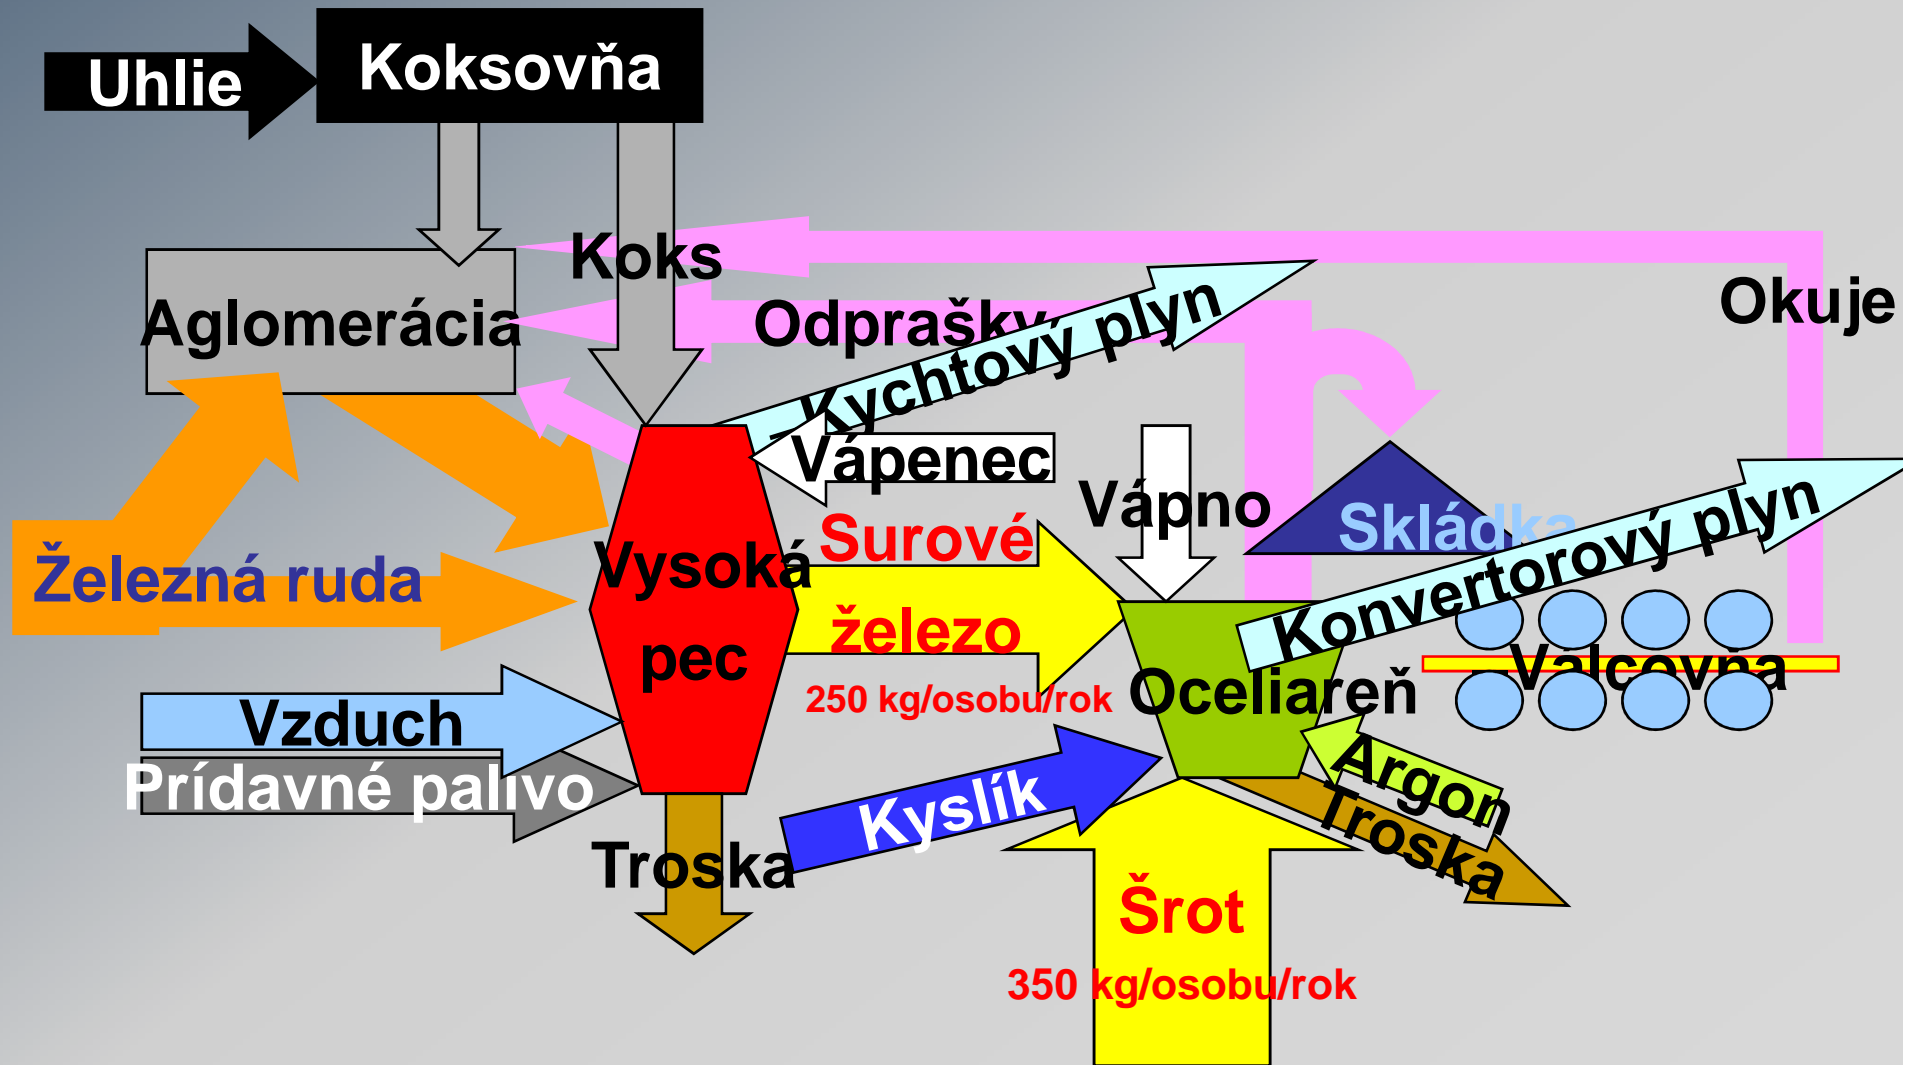 Uhlie
Koksovňa
Koks
Aglomerácia
Odprašky
Okuje
Kychtový plyn
Vápenec
Vápno
Skládka
Konvertorový plyn
Železná ruda
Vysoká
pec
Surové
železo
250 kg/osobu/rok
Oceliareň
Válcovňa
Vzduch
Prídavné palivo
Kyslík
Argon
Troska
Troska
Šrot
350 kg/osobu/rok